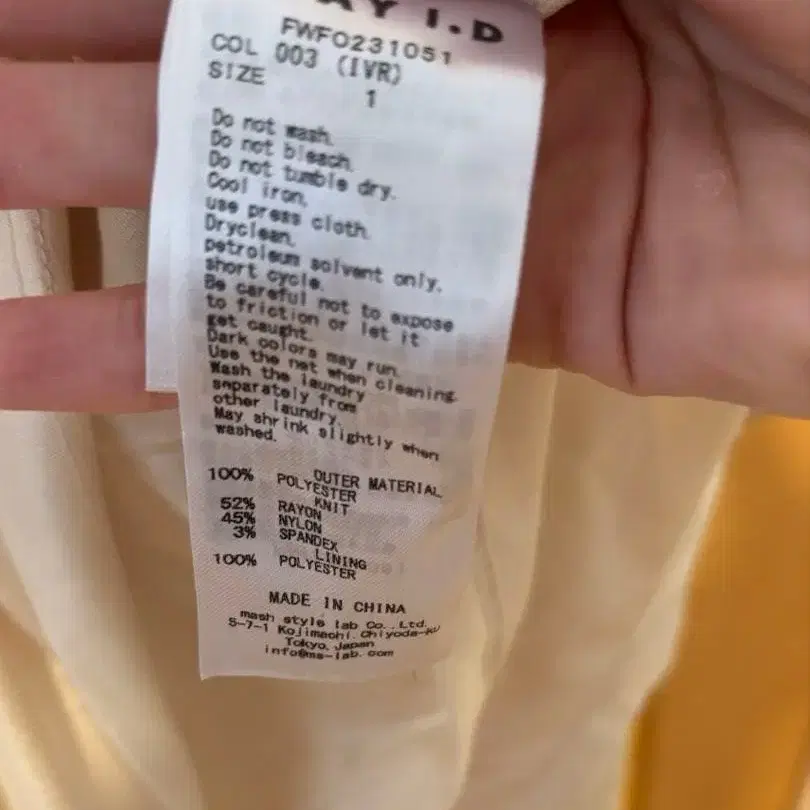 AY I.D
FWFO231051
COL 003 (IVR)
SIZE 1
Do not wash.
Do not bleach.
Do not tumble dry.
Cool iron,
use press cloth.
Dryclean,
petroleum solvent only,
short cycle.
Be careful not to expose
to friction or let it
get caught.
Dark colors may run.
Use the net when cleaning.
Wash the laundry
separately from
other laundry.
May shrink slightly when
washed.
OUTER MATERIAL
100% POLYESTER
KNIT
52% RAYON
45% NYLON
3% SPANDEX
LINING
100% POLYESTER
MADE IN CHINA
mash style lab Co.,Ltd.
5-7-1 Kojimachi, Chiyoda-ku
Tokyo, Japan
info@ms-lab.com